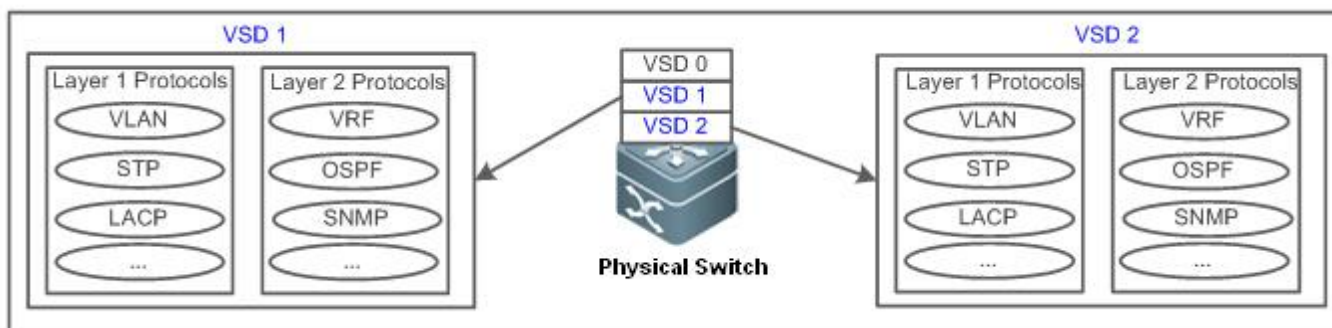 VSD 1
Layer 1 Protocols
VLAN
STP
LACP
...
Layer 2 Protocols
VRF
OSPF
SNMP
...
VSD 0
VSD 1
VSD 2
Physical Switch
VSD 2
Layer 1 Protocols
VLAN
STP
LACP
...
Layer 2 Protocols
VRF
OSPF
SNMP
...